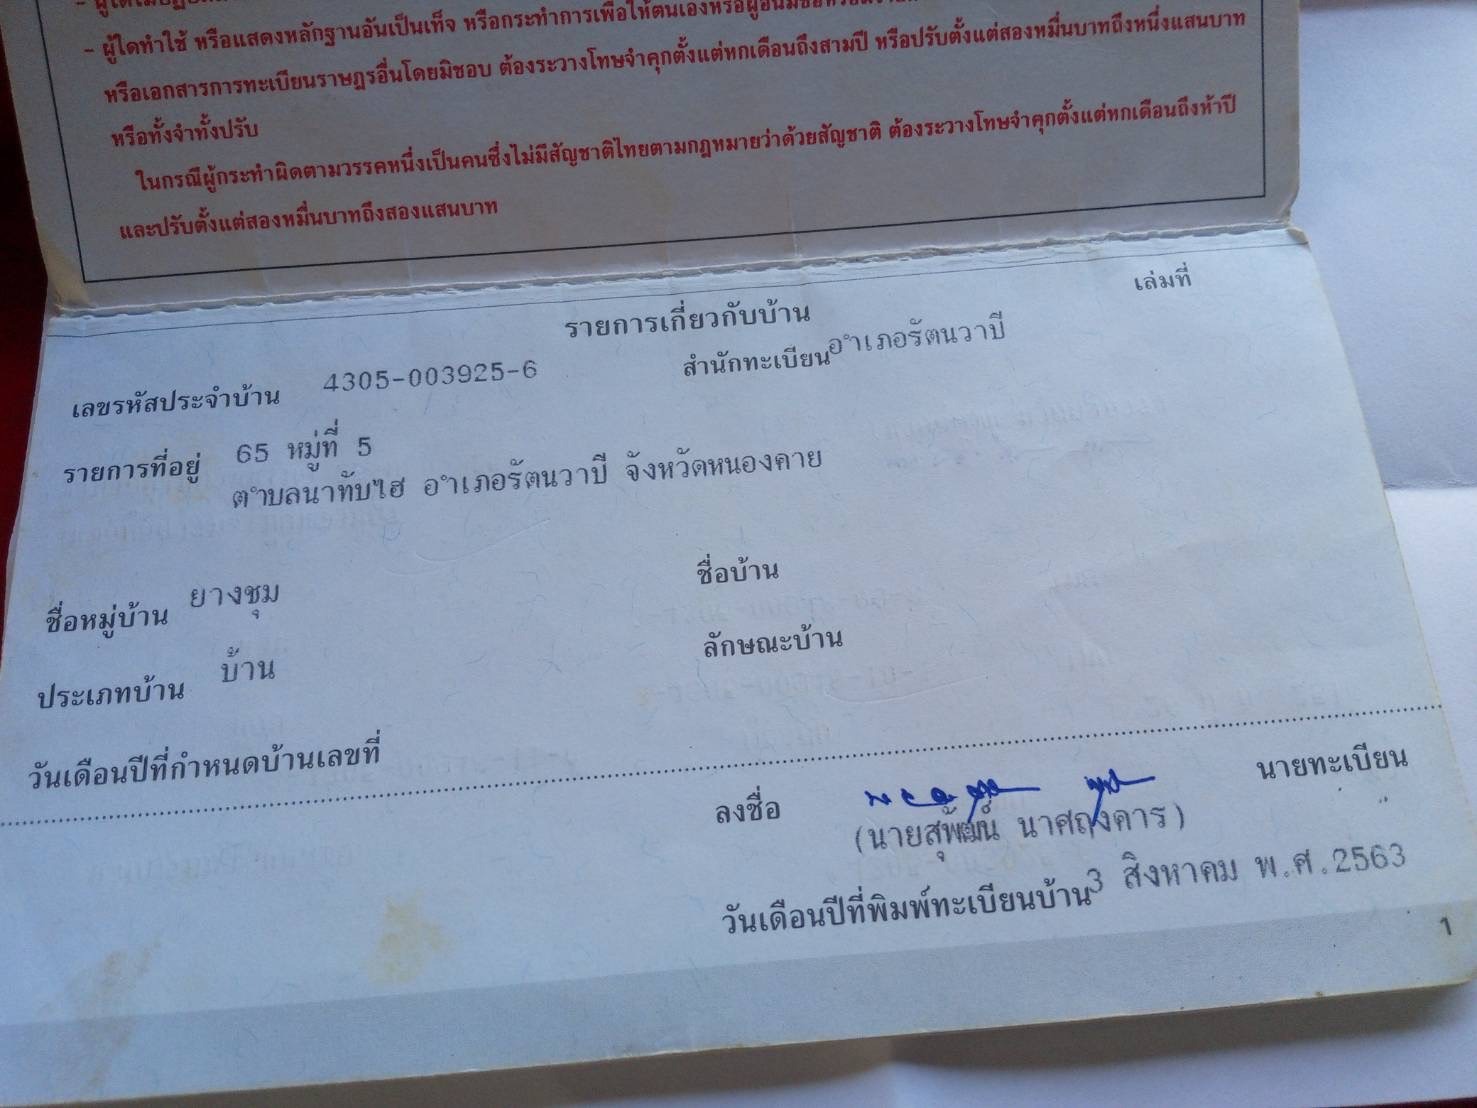 - ผู้ใดทำใช้ หรือแสดงหลักฐานอันเป็นเท็จ หรือกระทำการเพื่อให้ตนเองหรือผู้อื่นมีชื่อหรือ
หรือเอกสารการทะเบียนราษฎรอื่นโดยมิชอบ ต้องระวางโทษจำคุกตั้งแต่หกเดือนถึงสามปี หรือปรับตั้งแต่สองหมื่นบาทถึงหนึ่งแสนบาท
หรือทั้งจำทั้งปรับ
ในกรณีผู้กระทำผิดตามวรรคหนึ่งเป็นคนซึ่งไม่มีสัญชาติไทยตามกฎหมายว่าด้วยสัญชาติ ต้องระวางโทษจำคุกตั้งแต่หกเดือนถึงห้าปี
และปรับตั้งแต่สองหมื่นบาทถึงสองแสนบาท
เล่มที่
รายการเกี่ยวกับบ้าน
เลขรหัสประจำบ้าน 4305-003925-6 สำนักทะเบียน อำเภอรัตนวาปี
รายการที่อยู่ 65 หมู่ที่ 5
ตำบลนาทับไฮ อำเภอรัตนวาปี จังหวัดหนองคาย
ชื่อหมู่บ้าน ยางชุม ชื่อบ้าน
ประเภทบ้าน บ้าน ลักษณะบ้าน
วันเดือนปีที่กำหนดบ้านเลขที่
ลงชื่อ นายทะเบียน
(นายสุพัฒน์ นาศฤงคาร)
วันเดือนปีที่พิมพ์ทะเบียนบ้าน 3 สิงหาคม พ.ศ.2563
1